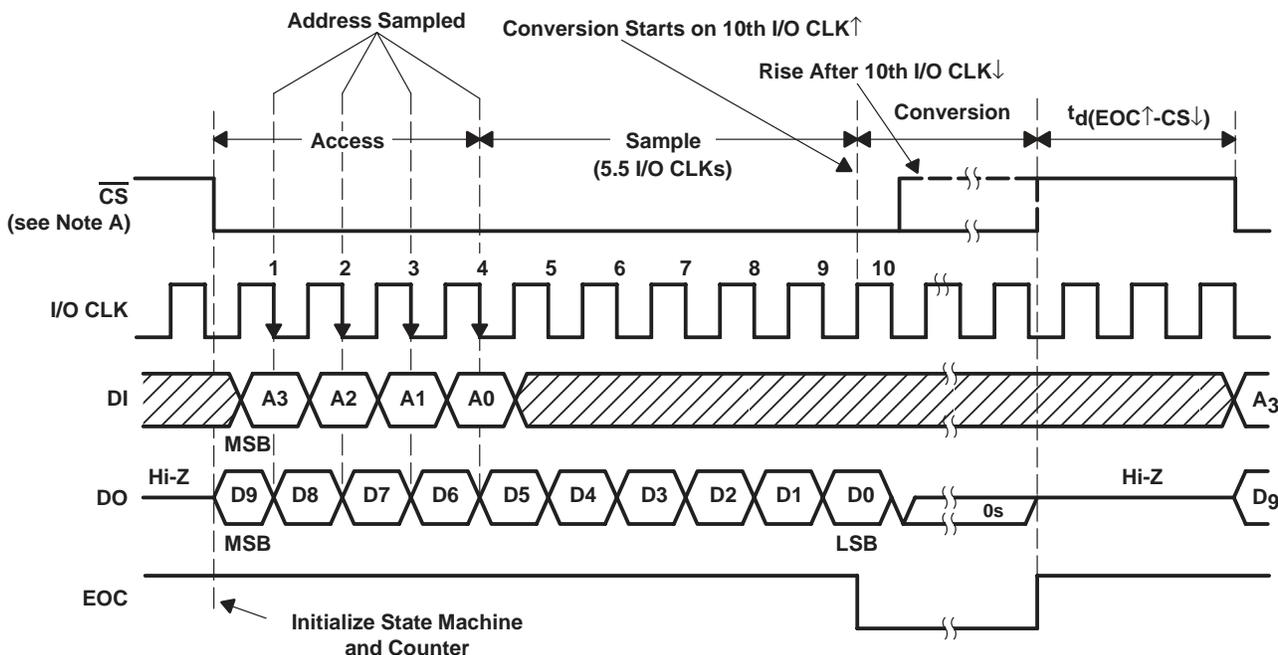 Address Sampled
Conversion Starts on 10th I/O CLK↑
Rise After 10th I/O CLK↓
Access
Sample
(5.5 I/O CLKs)
Conversion
td(EOC↑-CS↓)
CS
(see Note A)
1 2 3 4 5 6 7 8 9 10
I/O CLK
DI A3 A2 A1 A0 A3
MSB
Hi-Z
Hi-Z
DO D9 D8 D7 D6 D5 D4 D3 D2 D1 D0 0s D9
MSB LSB
EOC
Initialize State Machine
and Counter